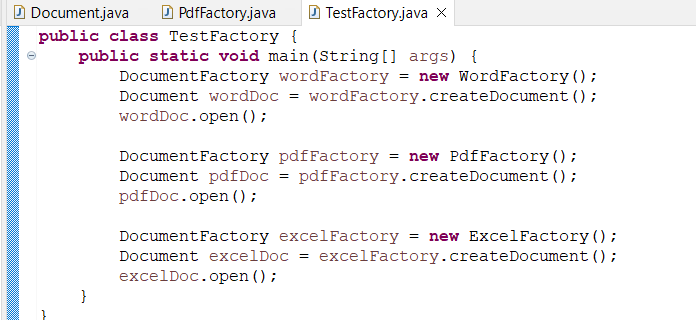 Document.java PdfFactory.java TestFactory.java
public class TestFactory {
    public static void main(String[] args) {
        DocumentFactory wordFactory = new WordFactory();
        Document wordDoc = wordFactory.createDocument();
        wordDoc.open();

        DocumentFactory pdfFactory = new PdfFactory();
        Document pdfDoc = pdfFactory.createDocument();
        pdfDoc.open();

        DocumentFactory excelFactory = new ExcelFactory();
        Document excelDoc = excelFactory.createDocument();
        excelDoc.open();
    }
}